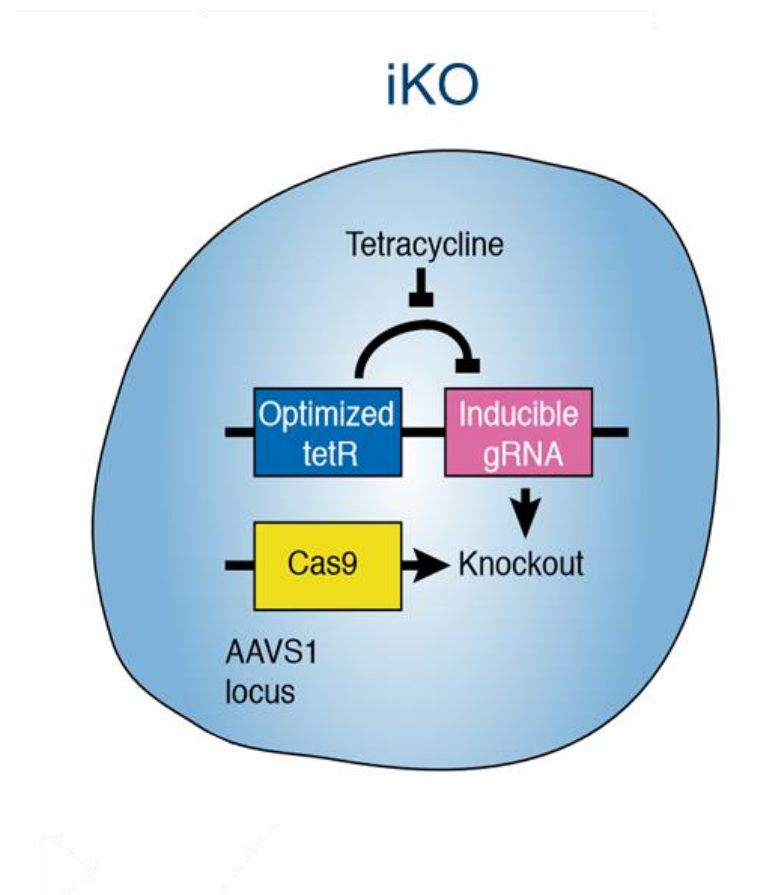 iKO
Tetracycline
Optimized
tetR
Inducible
gRNA
Cas9
Knockout
AAVS1
locus